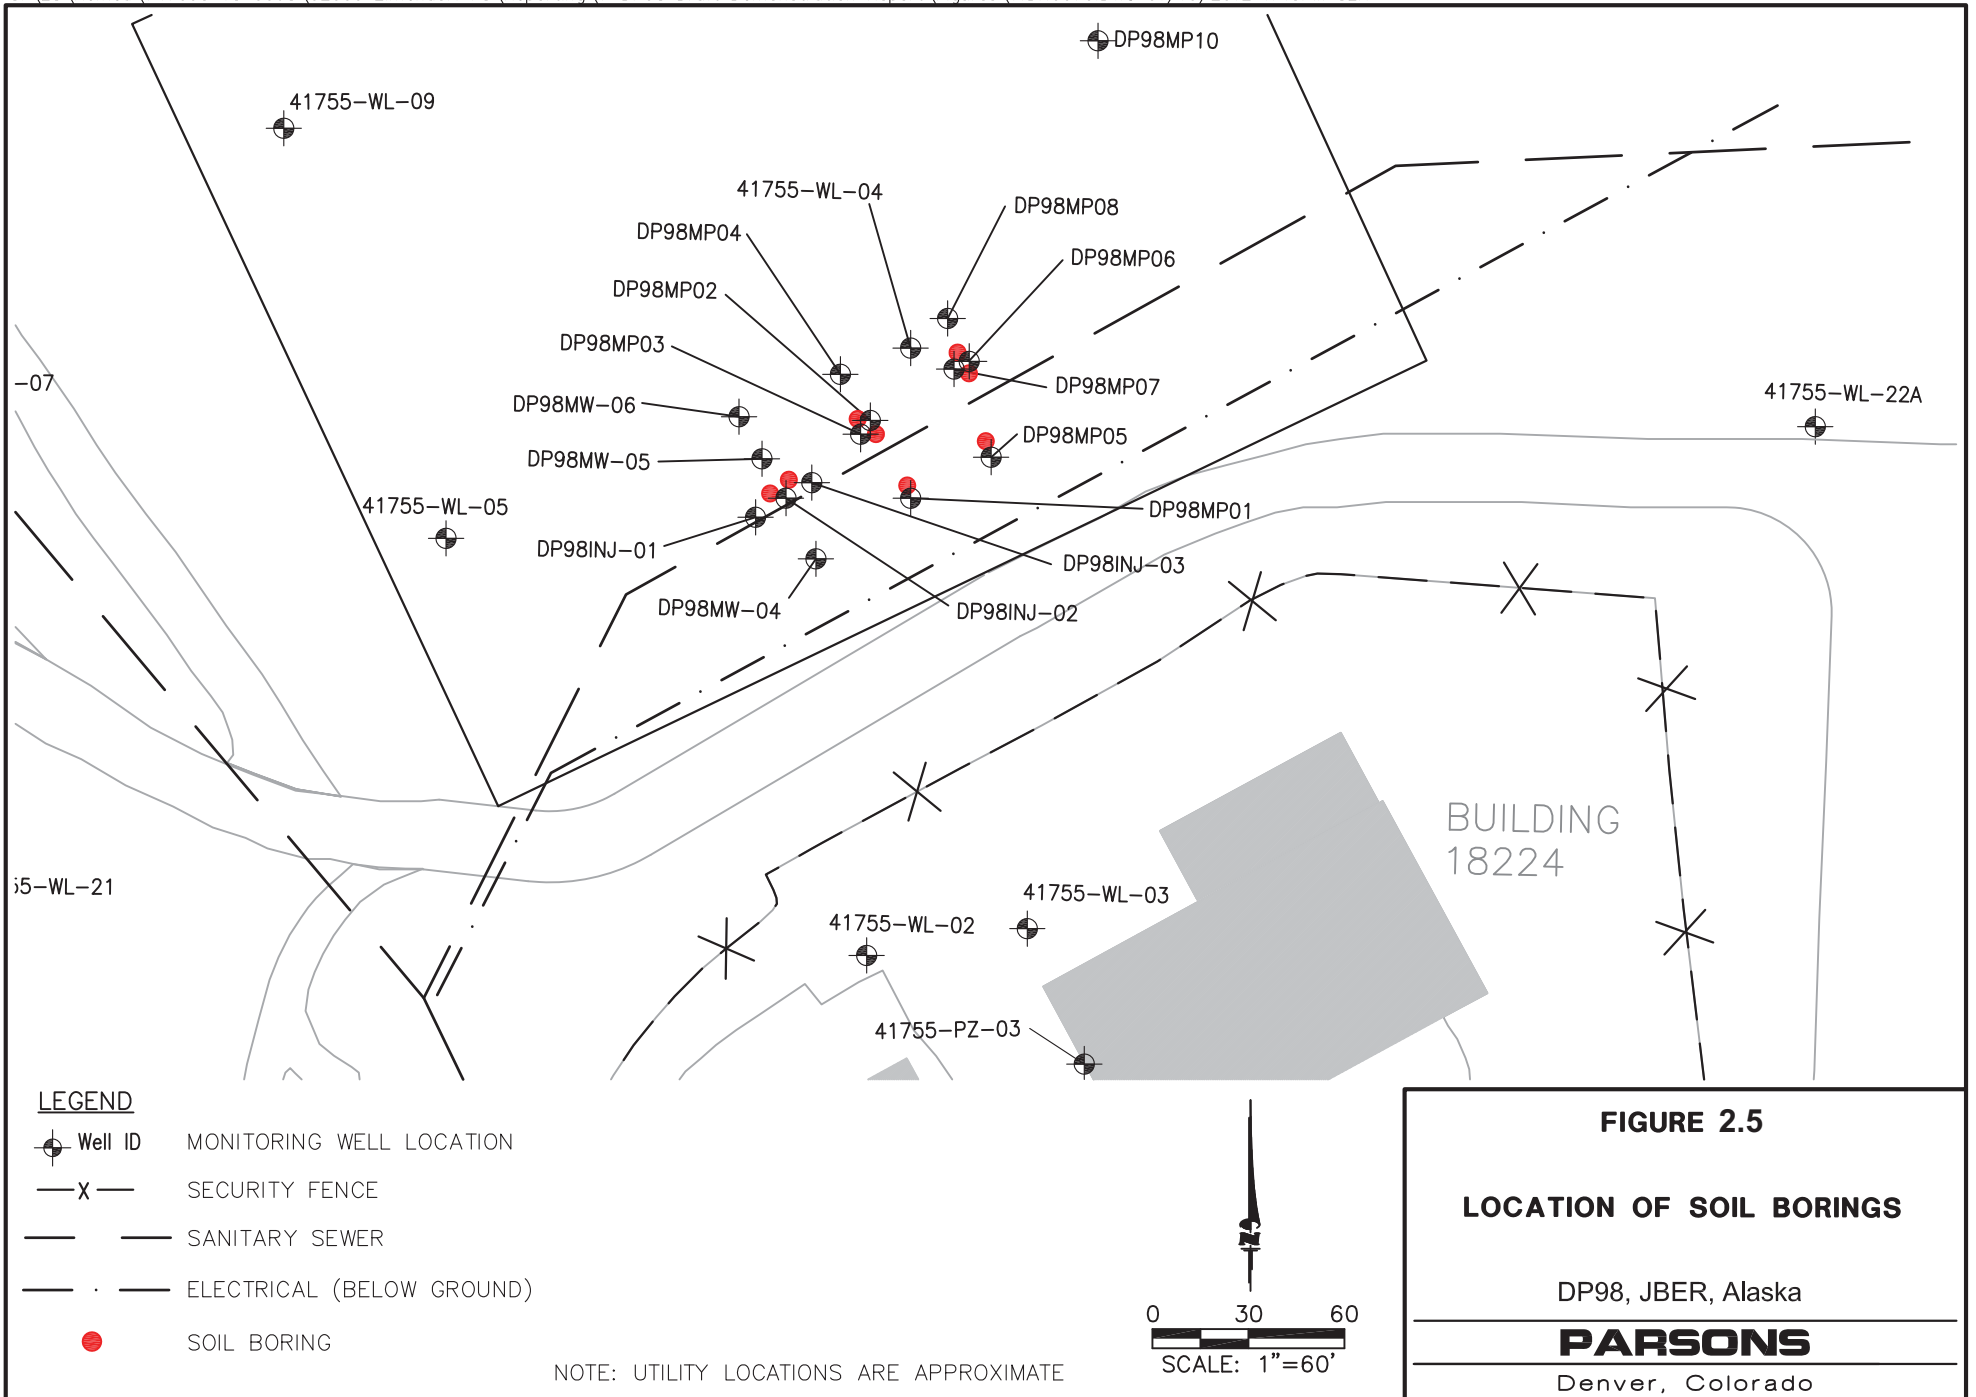 DP98MP10
41755-WL-09
41755-WL-04
DP98MP08
DP98MP04
DP98MP06
DP98MP02
DP98MP03
-07
DP98MP07
41755-WL-22A
DP98MW-06
DP98MP05
DP98MW-05
41755-WL-05
DP98MP01
DP98INJ-01
DP98INJ-03
DP98MW-04
DP98INJ-02
BUILDING
18224
55-WL-21
41755-WL-03
41755-WL-02
41755-PZ-03
LEGEND
Well ID MONITORING WELL LOCATION
X SECURITY FENCE
SANITARY SEWER
ELECTRICAL (BELOW GROUND)
SOIL BORING
NOTE: UTILITY LOCATIONS ARE APPROXIMATE
0 30 60
SCALE: 1"=60'
FIGURE 2.5
LOCATION OF SOIL BORINGS
DP98, JBER, Alaska
PARSONS
Denver, Colorado